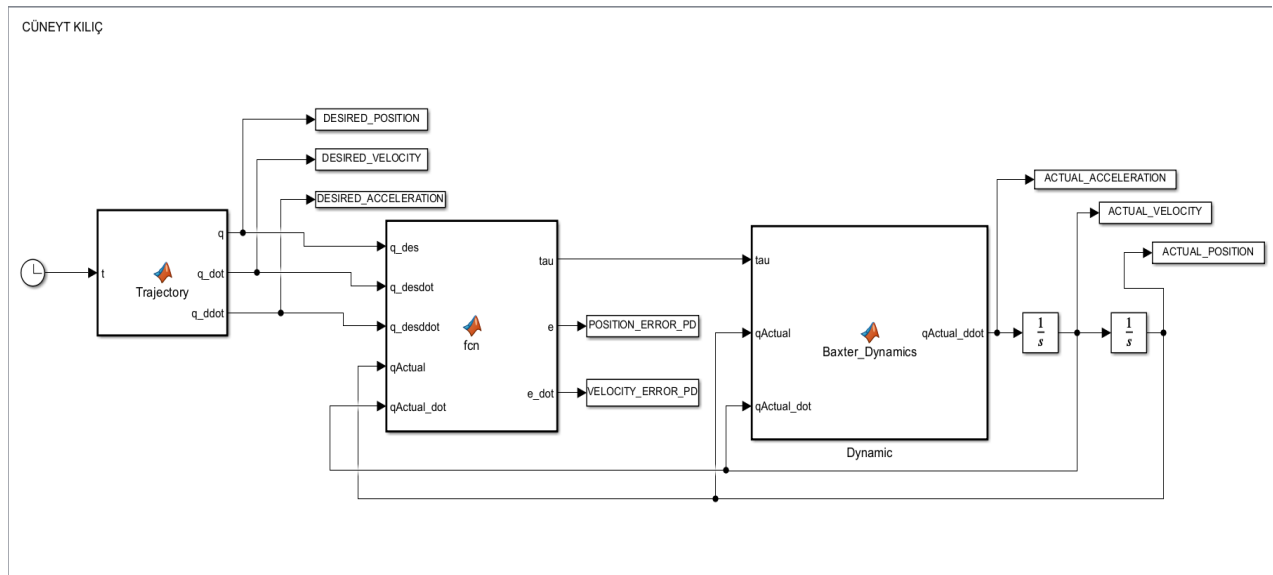 CÜNEYT KILIÇ
DESIRED_POSITION
DESIRED_VELOCITY
DESIRED_ACCELERATION
t
Trajectory
q
q_dot
q_ddot
q_des
q_desdot
q_desddot
qActual
qActual_dot
fcn
tau
e
e_dot
POSITION_ERROR_PD
VELOCITY_ERROR_PD
tau
qActual
qActual_dot
Baxter_Dynamics
qActual_ddot
Dynamic
1
s
1
s
ACTUAL_ACCELERATION
ACTUAL_VELOCITY
ACTUAL_POSITION